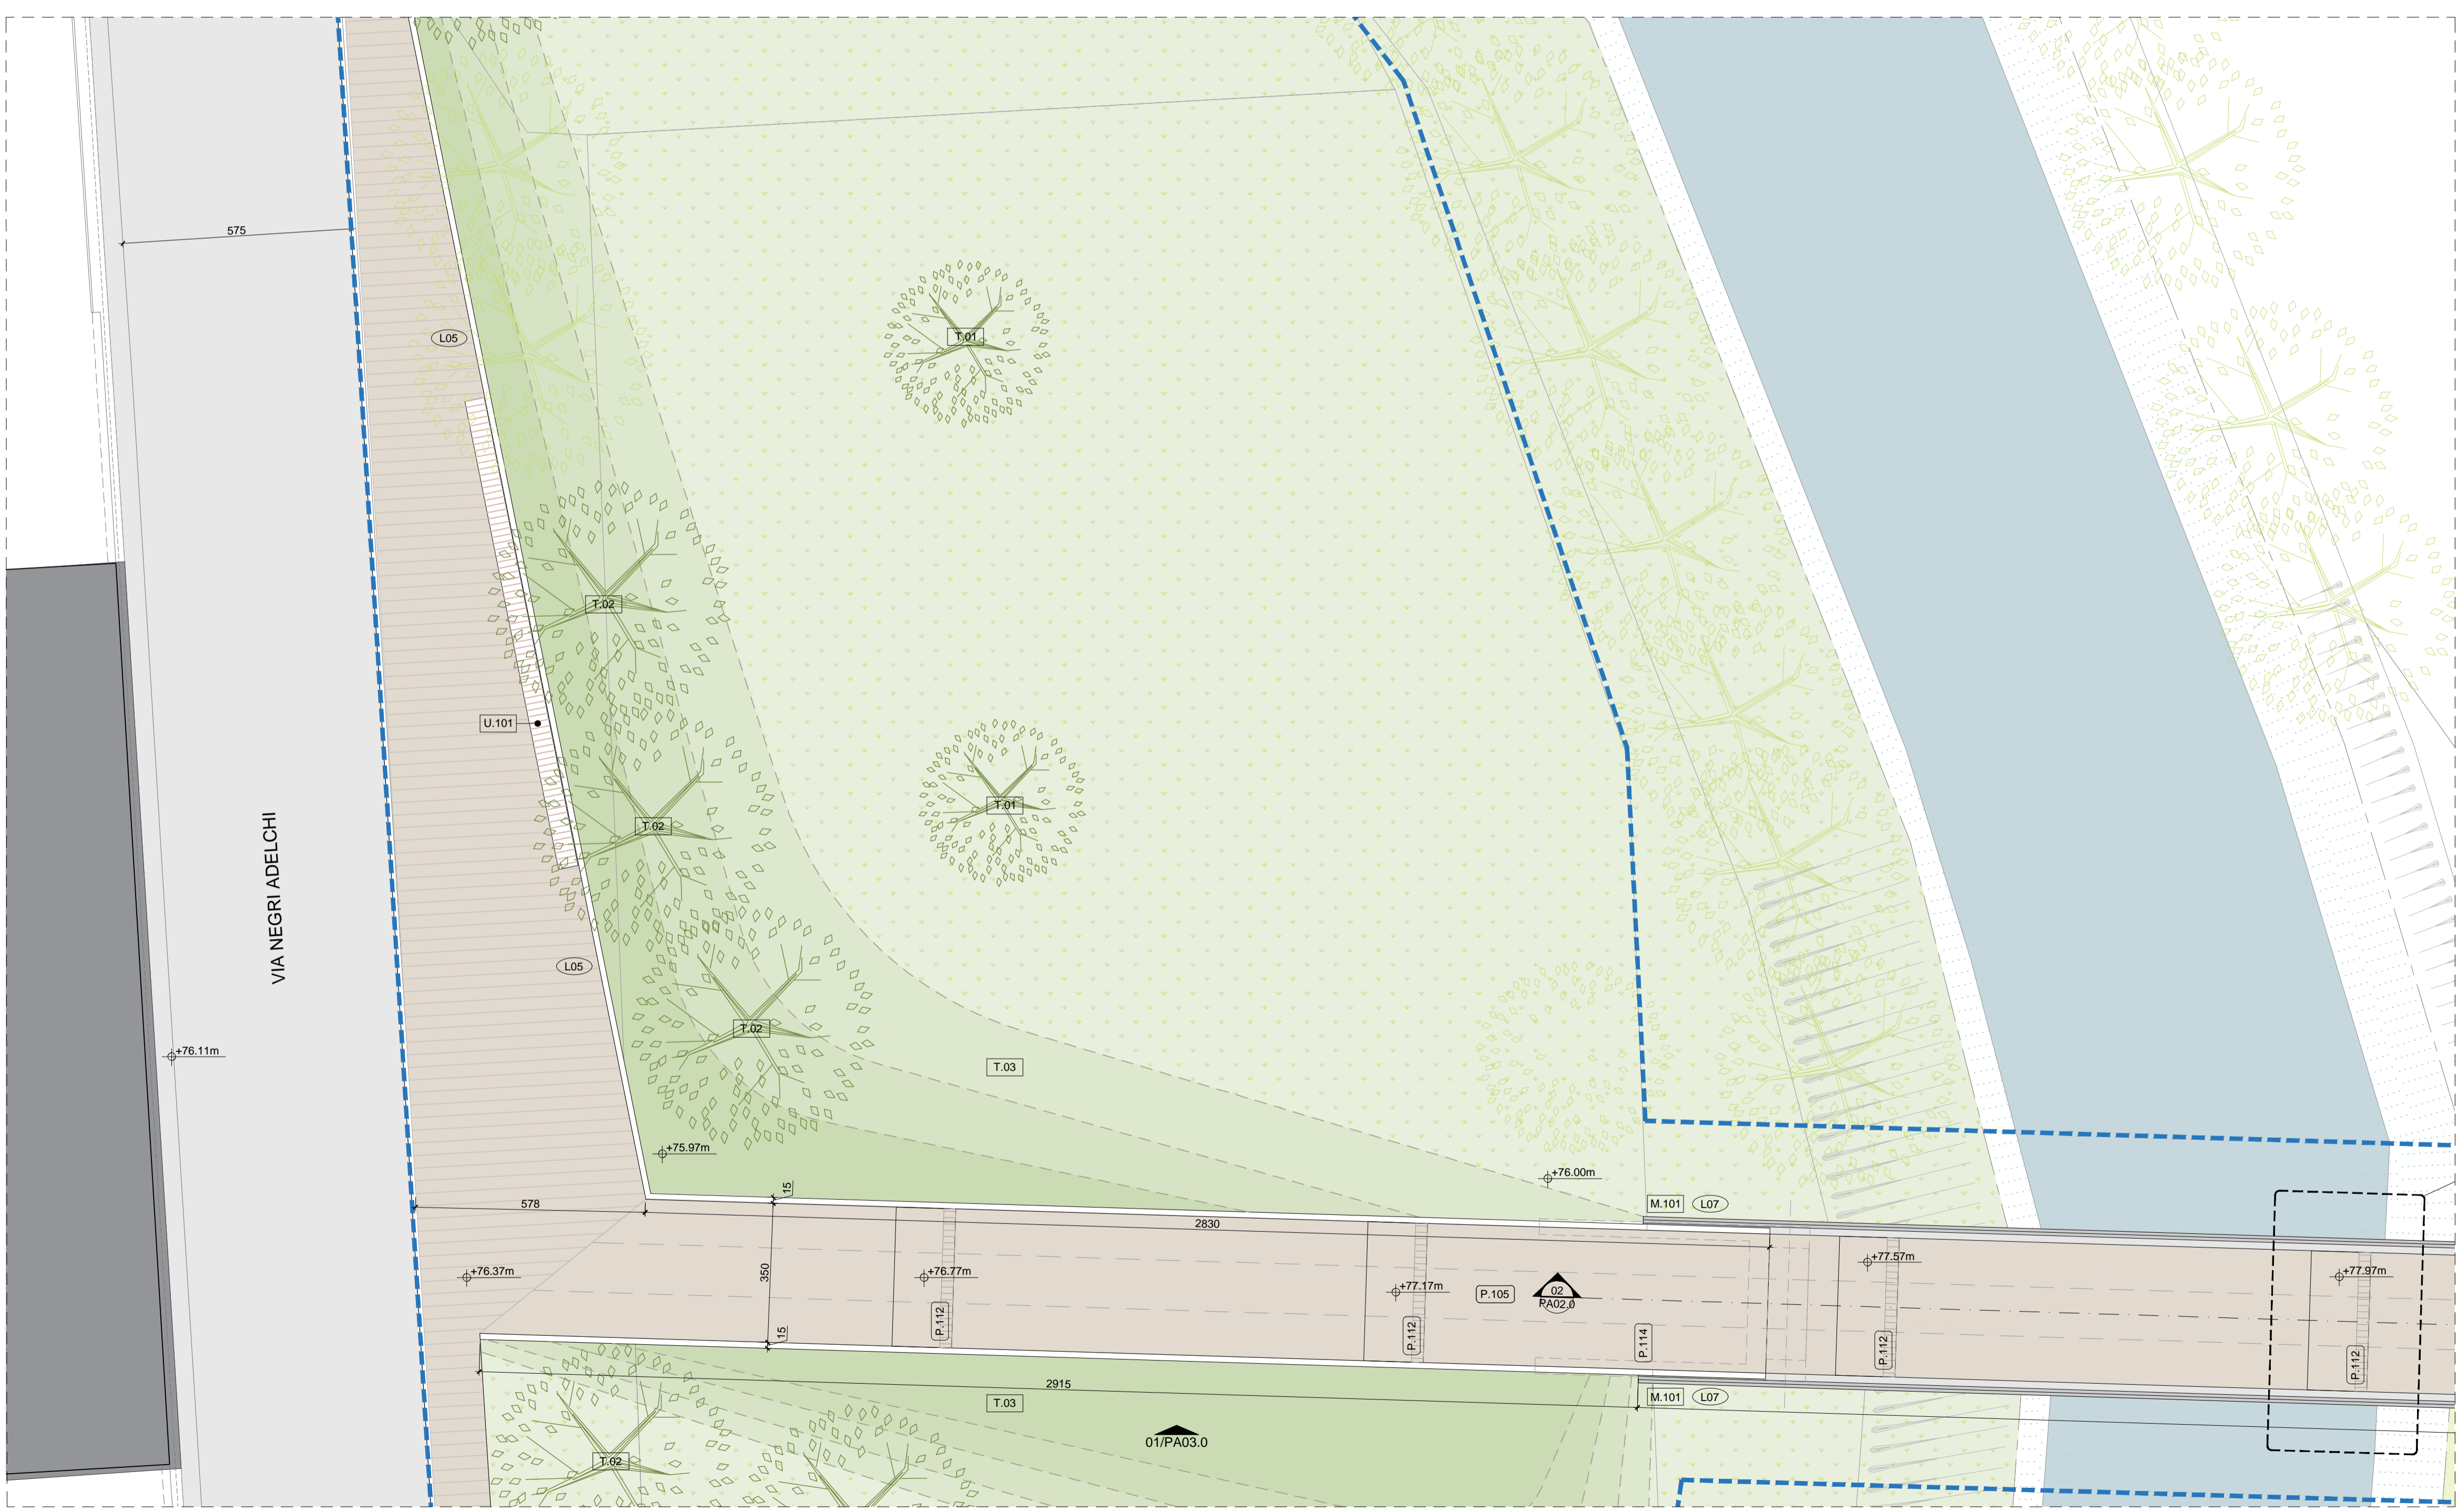 575
T.01
L05
T.02
U.101
T.01
T.02
VIA NEGRI ADELCHI
L05
T.02
+76.11m
T.03
+75.97m
+76.00m
15
578
M.101
L07
2830
+77.57m
350
+76.37m
+76.77m
+77.17m
P.105
02
PA02.0
+77.97m
P.112
P.112
P.114
P.112
P.112
15
2915
T.03
M.101
L07
01/PA03.0
T.02